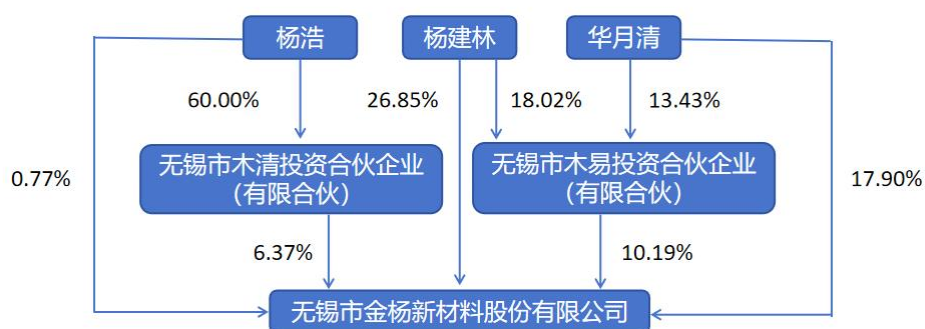 杨浩
杨建林
华月清
60.00%
26.85%
18.02%
13.43%
0.77%
无锡市木清投资合伙企业
（有限合伙）
无锡市木易投资合伙企业
（有限合伙）
17.90%
6.37%
10.19%
无锡市金杨新材料股份有限公司